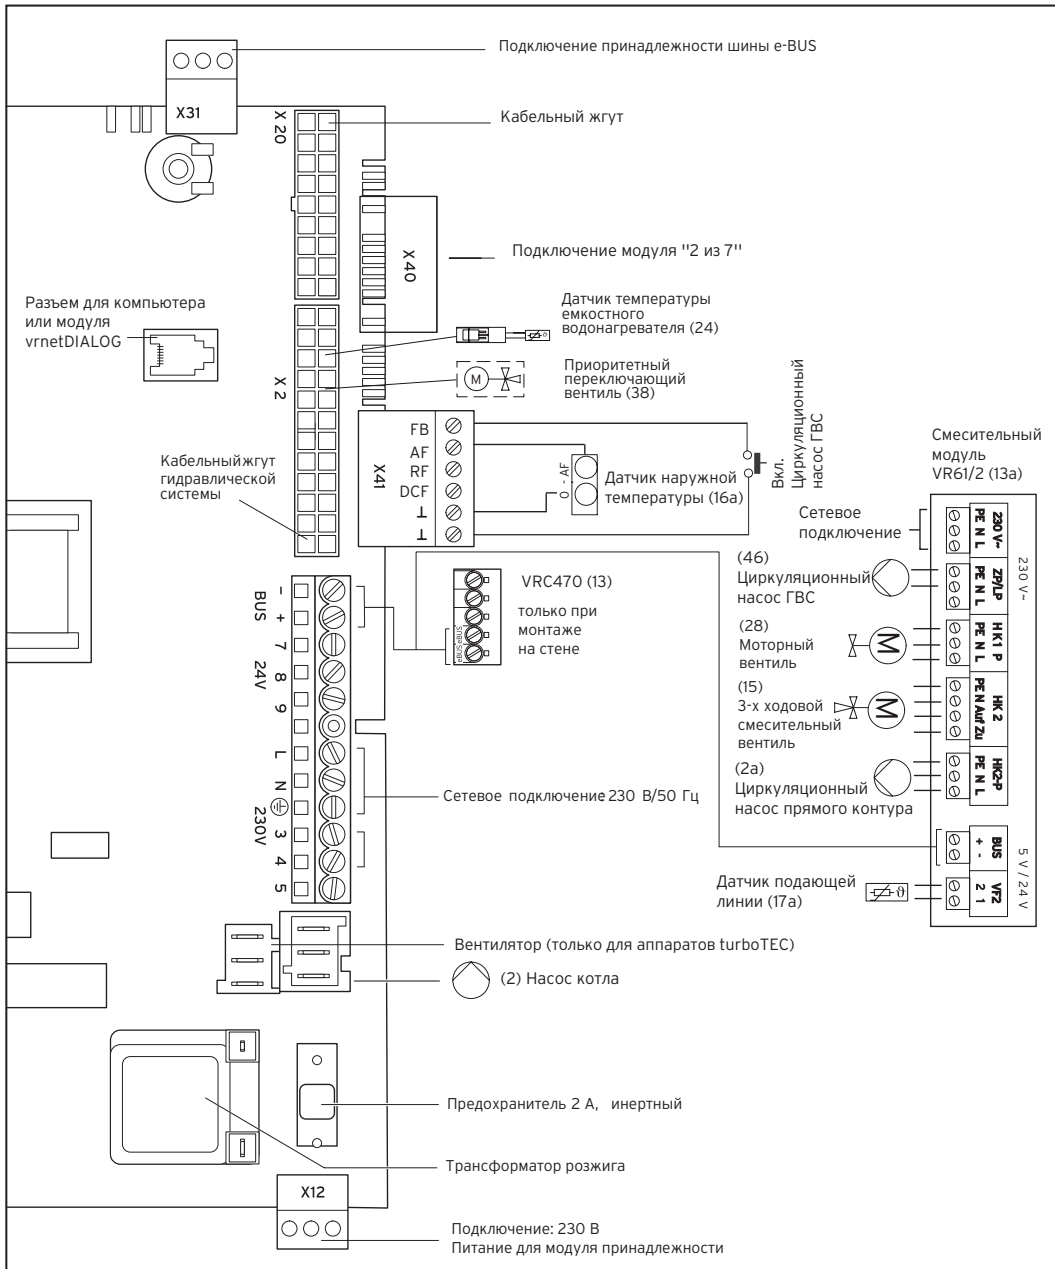 Подключение принадлежности шины e-BUS
X31
X 20
Кабельный жгут
X40
Подключение модуля "2 из 7"
Разъем для компьютера
или модуля
vrnetDIALOG
Датчик температуры
емкостного
водонагревателя (24)
ϑ
X 2
M
Приоритетный
переключающий
вентиль (38)
Кабельный жгут
гидравлической
системы
X41
FB
AF
RF
DCF
⊥
⊥
0 - AF
Датчик наружной
температуры (16a)
Вкл.
Циркуляционный
насос ГВС
Смесительный
модуль
VR61/2 (13a)
Сетевое
подключение
230 V~
PE N L
230 V~
(46)
Циркуляционный
насос ГВС
ZP/LP
PE N L
(28)
Моторный
вентиль
M
HK1 P
PE N L
(15)
3-х ходовой
смесительный
вентиль
M
HK 2
PE N Auf Zu
(2a)
Циркуляционный
насос прямого контура
HK2-P
PE N L
BUS
+ -
5 V / 24 V
Датчик подающей
линии (17a)
ϑ
VF2
2 1
VRC470 (13)
только при
монтаже
на стене
eBUS eBUS
BUS
-
+
24V
7
8
9
230V
L
N
3
4
5
Сетевое подключение 230 В/50 Гц
Вентилятор (только для аппаратов turboTEC)
(2) Насос котла
Предохранитель 2 А, инертный
Трансформатор розжига
X12
Подключение: 230 В
Питание для модуля принадлежности